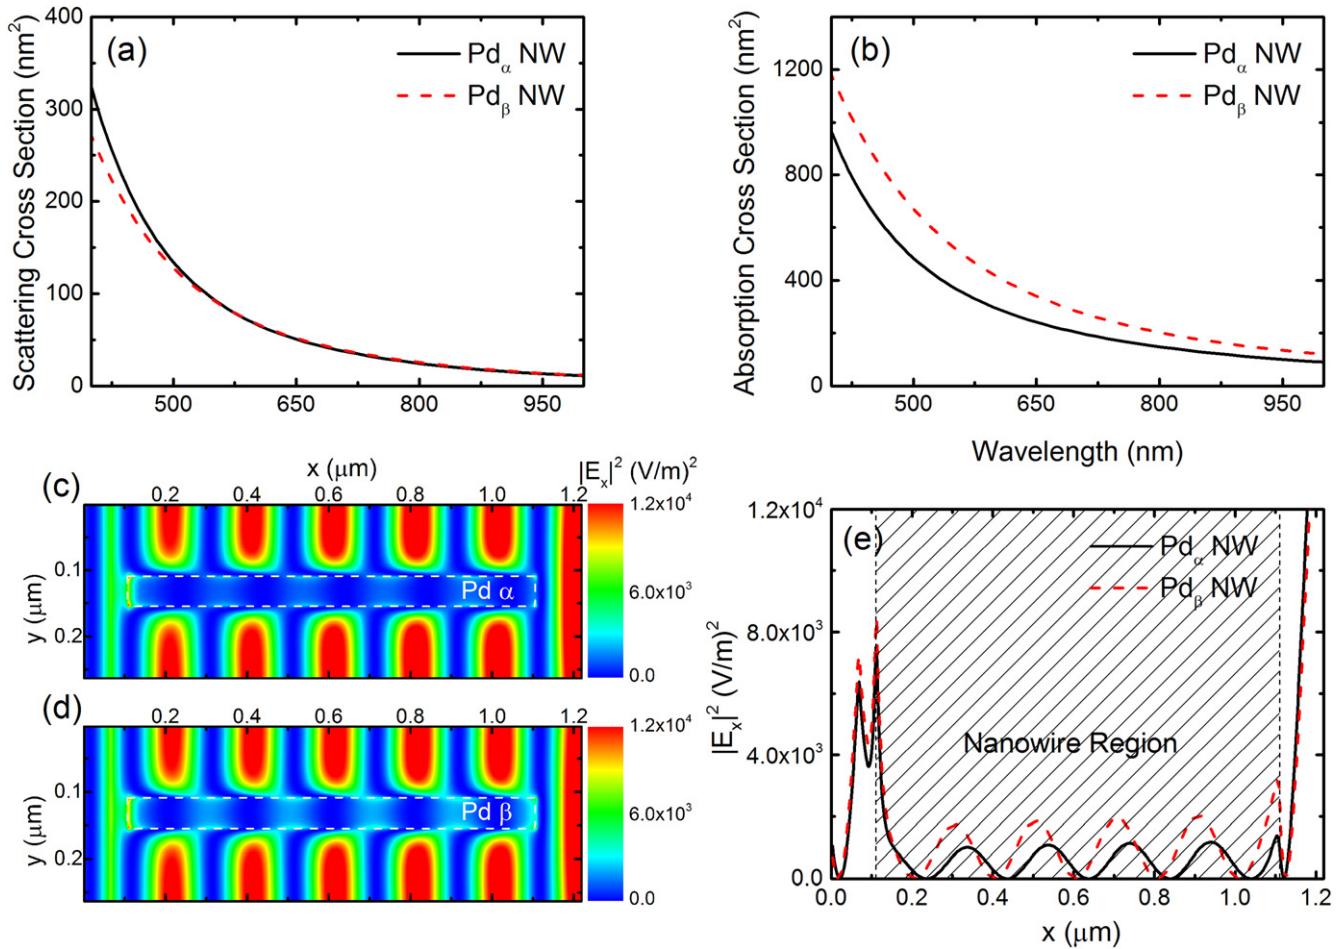 (a)
Pdα NW
Pdβ NW
Scattering Cross Section (nm²)
400
300
200
100
0
500 650 800 950
(b)
Pdα NW
Pdβ NW
Absorption Cross Section (nm²)
1200
800
400
0
500 650 800 950
Wavelength (nm)
(c)
x (μm)
|Eₓ|² (V/m)²
0.2 0.4 0.6 0.8 1.0 1.2
y (μm)
0.1
0.2
Pd α
1.2x10⁴
6.0x10³
0.0
(d)
0.2 0.4 0.6 0.8 1.0 1.2
y (μm)
0.1
0.2
Pd β
1.2x10⁴
6.0x10³
0.0
(e)
Pdα NW
Pdβ NW
|Eₓ|² (V/m)²
1.2x10⁴
8.0x10³
4.0x10³
0.0
Nanowire Region
0.0 0.2 0.4 0.6 0.8 1.0 1.2
x (μm)